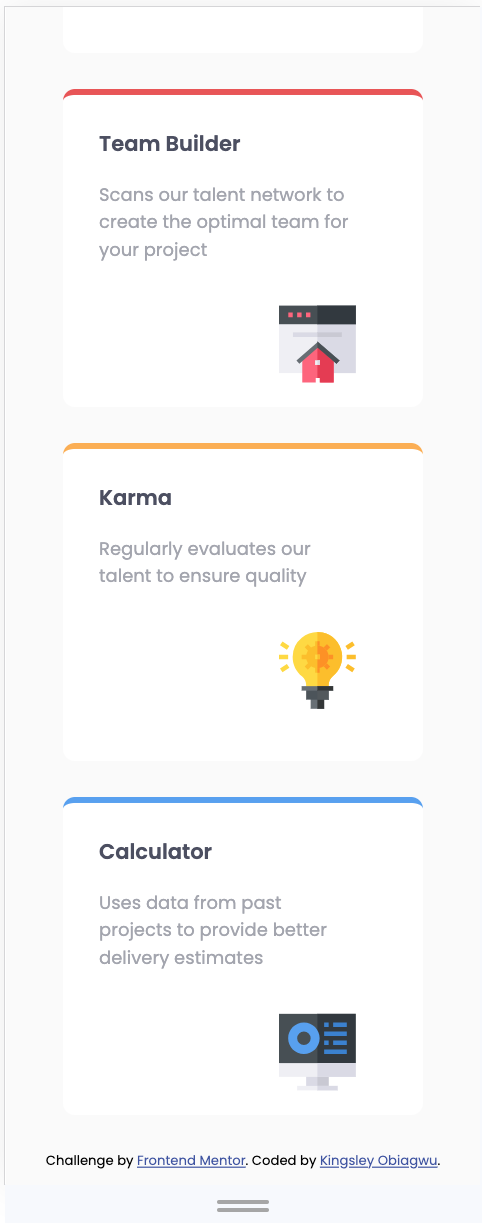 Team Builder
Scans our talent network to
create the optimal team for
your project
Karma
Regularly evaluates our
talent to ensure quality
Calculator
Uses data from past
projects to provide better
delivery estimates
Challenge by Frontend Mentor. Coded by Kingsley Obiagwu.